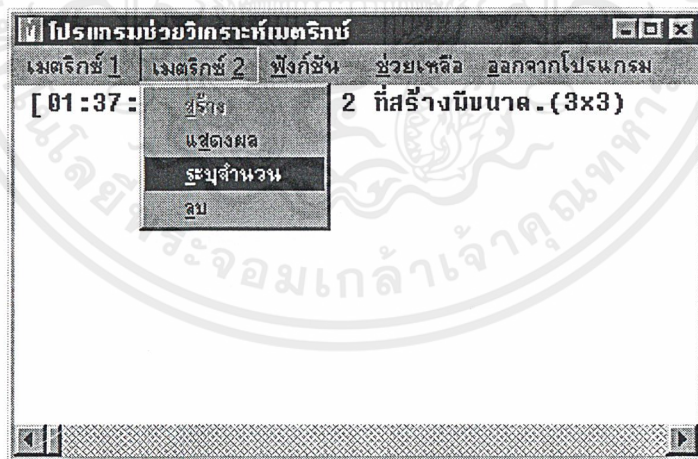 โปรแกรมช่วยวิเคราะห์เมตริกซ์
เมตริกซ์ 1 เมตริกซ์ 2 ฟังก์ชัน ช่วยเหลือ ออกจากโปรแกรม
[01:37: 2 ที่สร้างมีขนาด.(3x3)
สร้าง
แสดงผล
ระบุจำนวน
ลบ